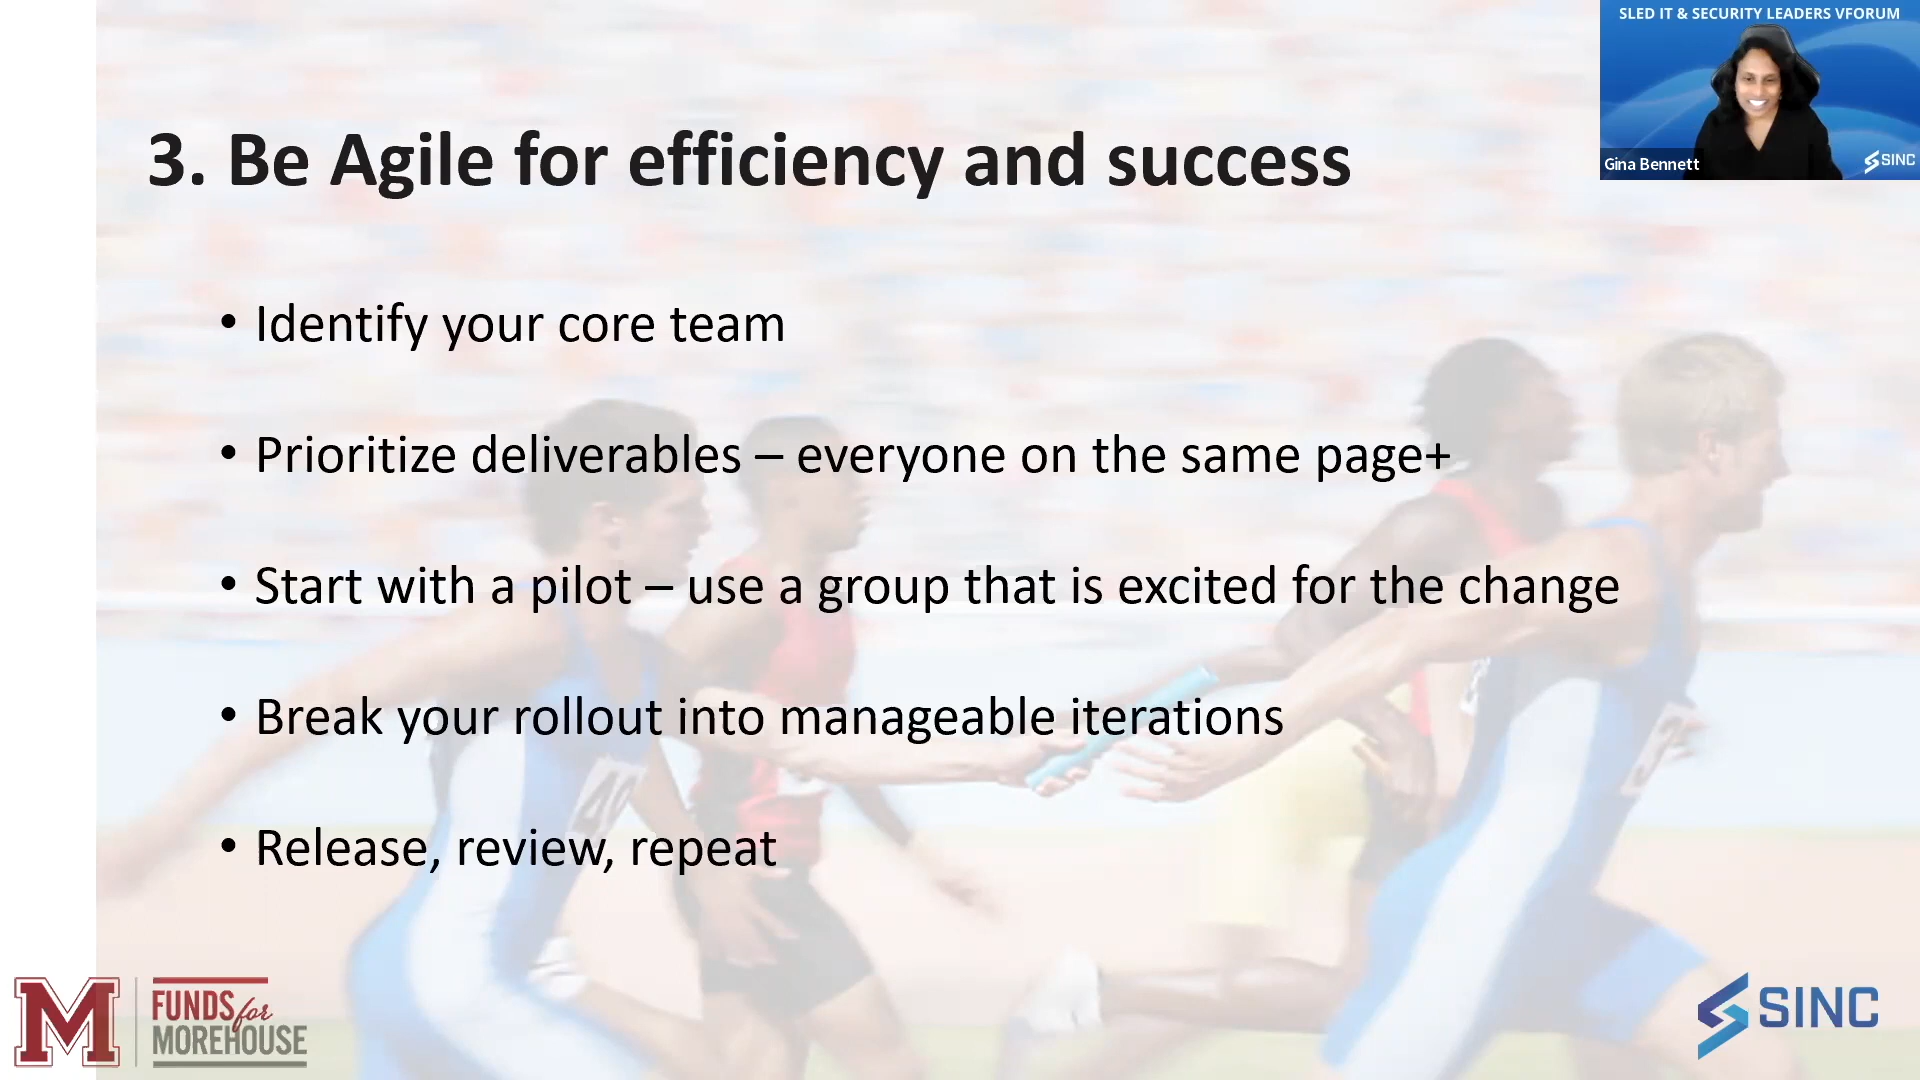 SLED IT & SECURITY LEADERS VFORUM
Gina Bennett
SINC
3. Be Agile for efficiency and success
• Identify your core team
• Prioritize deliverables – everyone on the same page+
• Start with a pilot – use a group that is excited for the change
• Break your rollout into manageable iterations
• Release, review, repeat
M
FUNDS for
MOREHOUSE
SINC